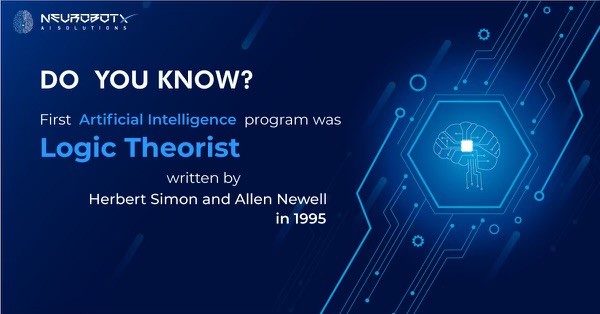 NEUROBOTX
AI SOLUTIONS
DO YOU KNOW?
First Artificial Intelligence program was
Logic Theorist
written by
Herbert Simon and Allen Newell
in 1995